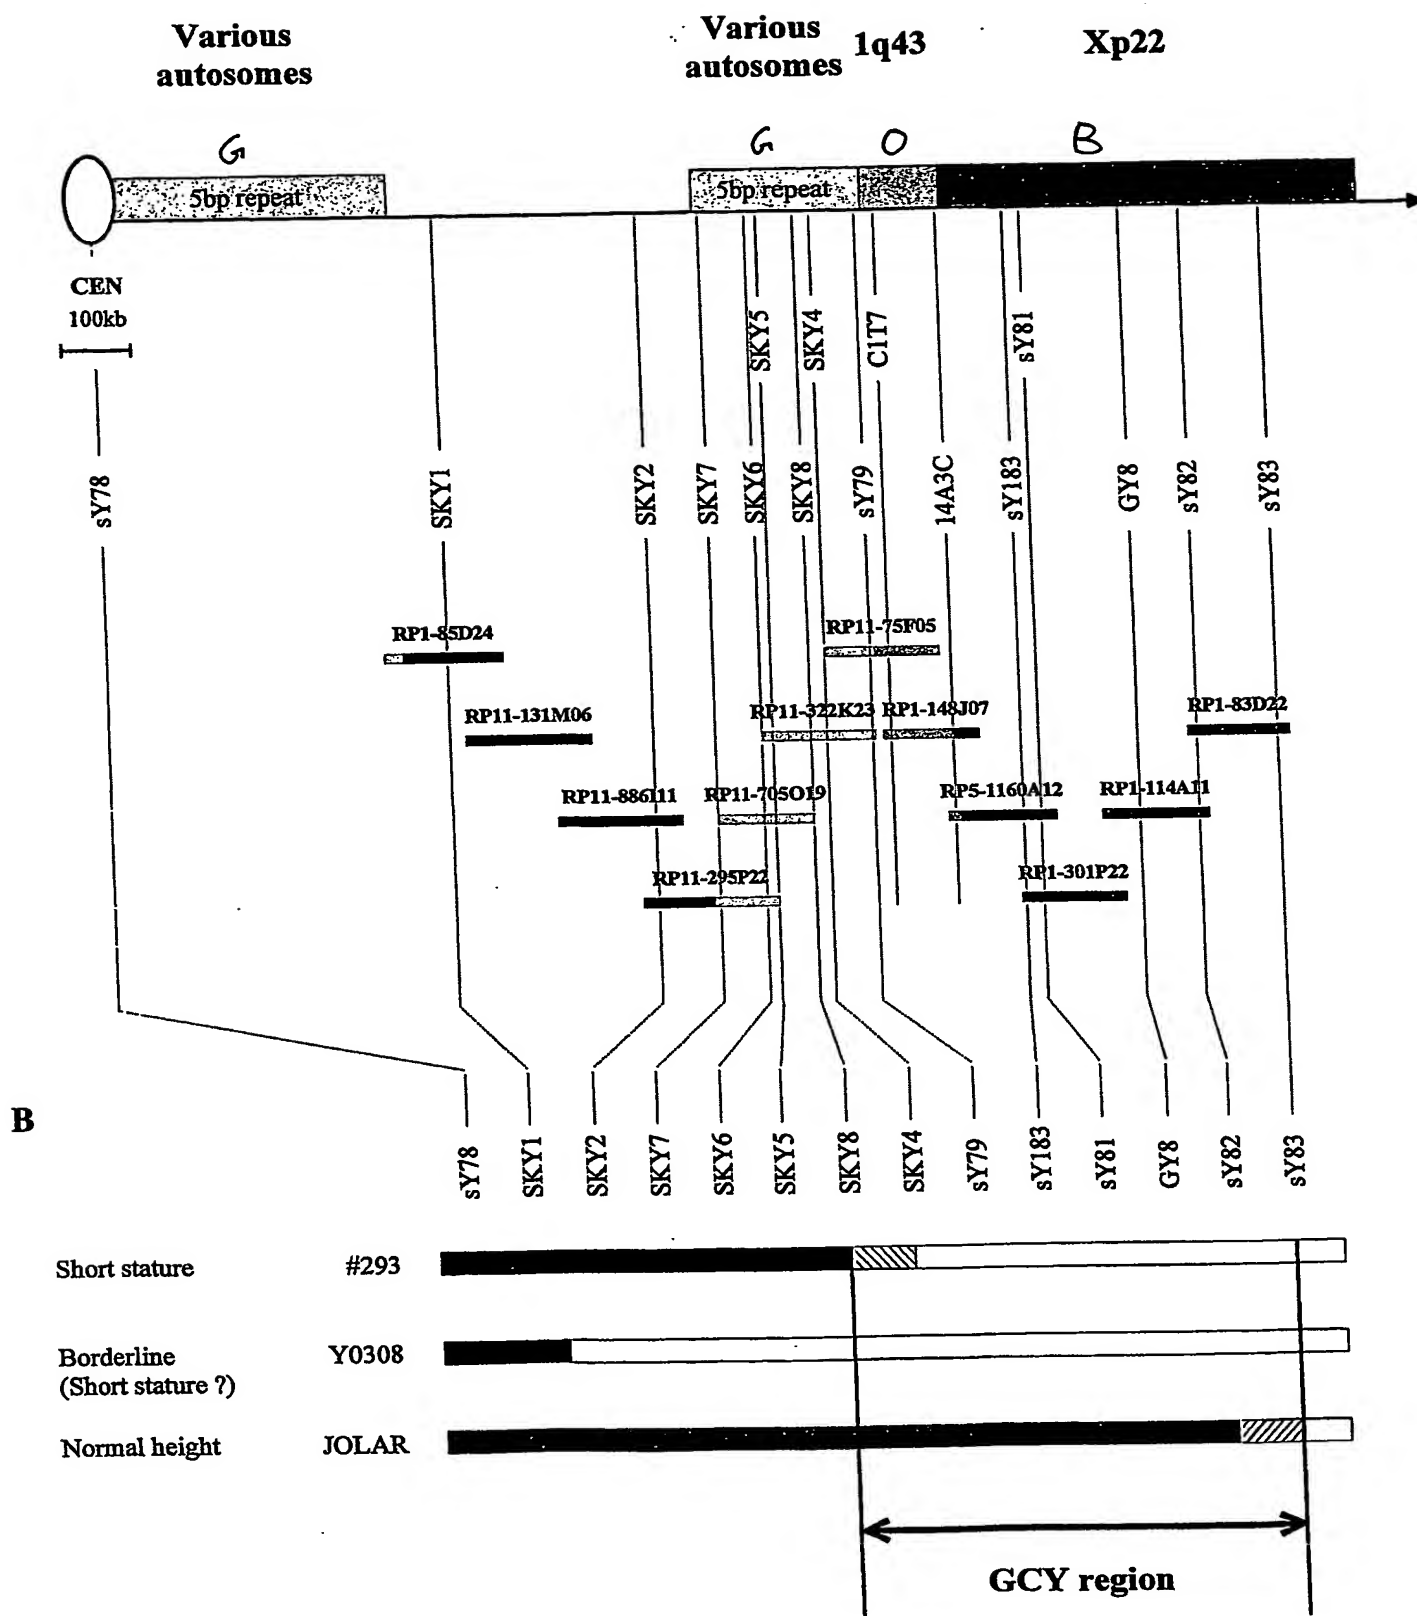 Various
autosomes
Various
autosomes
1q43
Xp22
G
G
O
B
5bp repeat
5bp repeat
CEN
100kb
SKY5
SKY4
C1T7
sY81
sY78
SKY1
SKY2
SKY7
SKY6
SKY8
sY79
14A3C
sY183
GY8
sY82
sY83
RP1-85D24
RP11-75F05
RP11-131M06
RP11-322K23
RP1-148J07
RP1-83D22
RP11-886I11
RP11-705O19
RP5-1160A12
RP1-114A11
RP11-295P22
RP1-301P22
B
sY78
SKY1
SKY2
SKY7
SKY6
SKY5
SKY8
SKY4
sY79
sY183
sY81
GY8
sY82
sY83
Short stature #293
Borderline Y0308
(Short stature ?)
Normal height JOLAR
GCY region